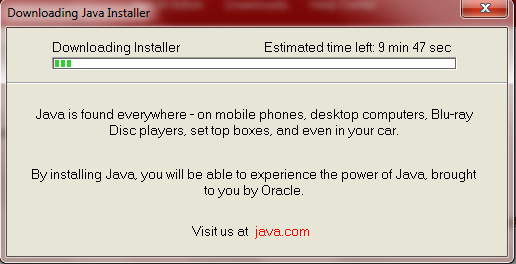 Downloading Java Installer
Downloading Installer Estimated time left: 9 min 47 sec
Java is found everywhere - on mobile phones, desktop computers, Blu-ray
Disc players, set top boxes, and even in your car.
By installing Java, you will be able to experience the power of Java, brought
to you by Oracle.
Visit us at java.com